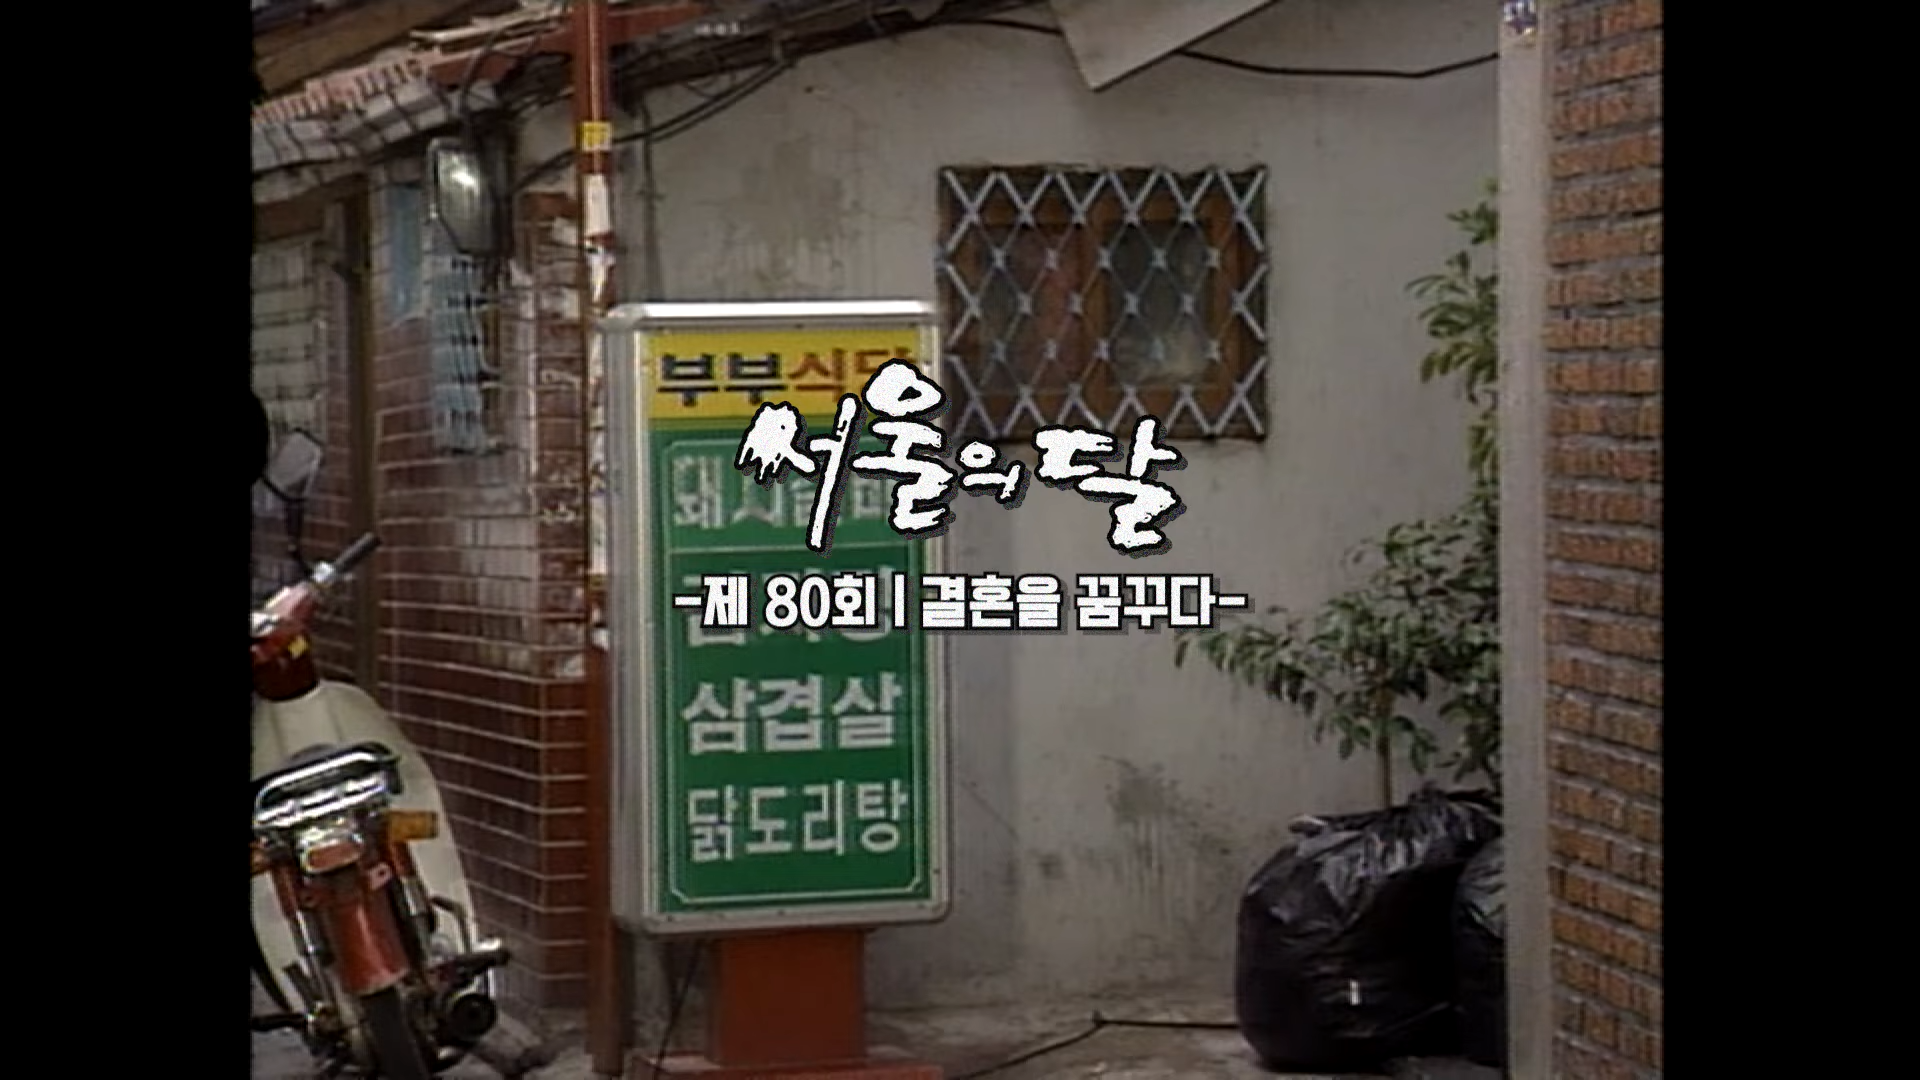 부부식당
서울의 달
-제 80회 | 결혼을 꿈꾸다-
삼겹살
닭도리탕